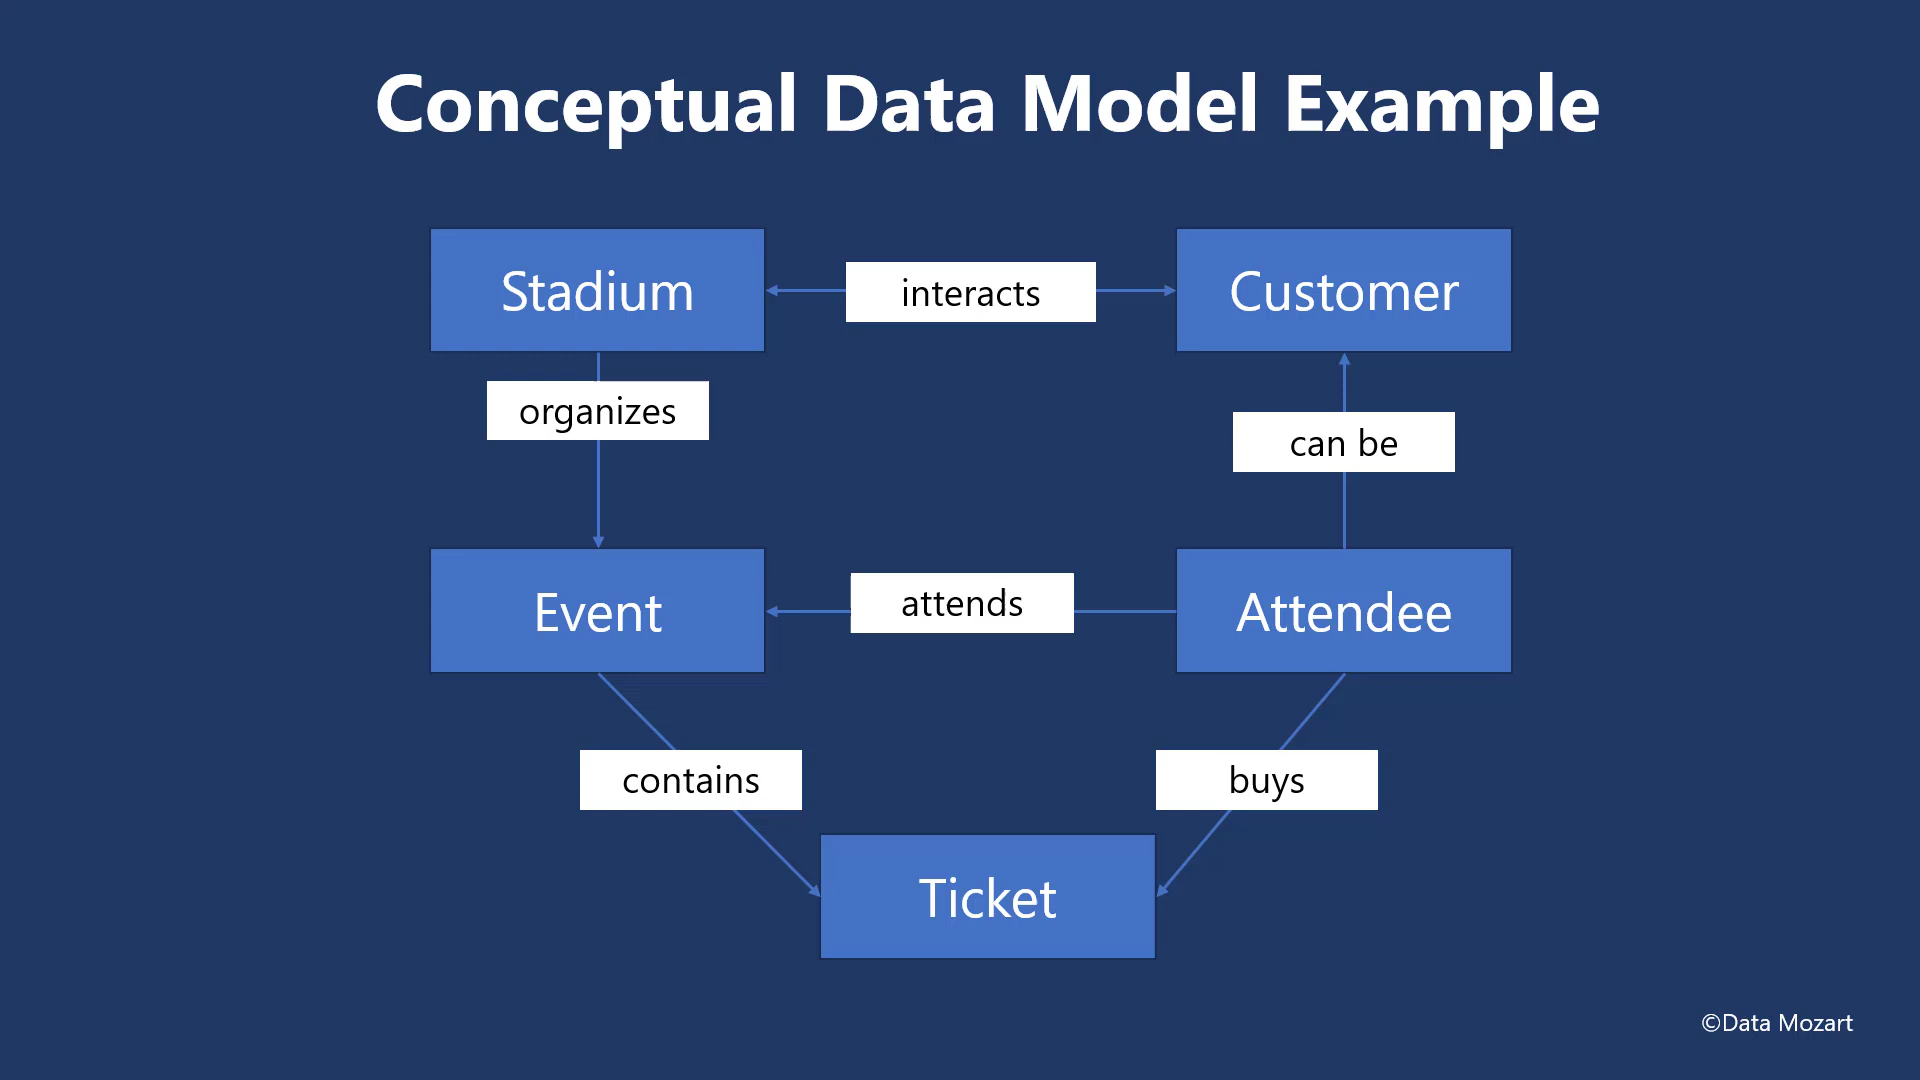 Conceptual Data Model Example
Stadium
interacts
Customer
organizes
can be
Event
attends
Attendee
contains
buys
Ticket
©Data Mozart